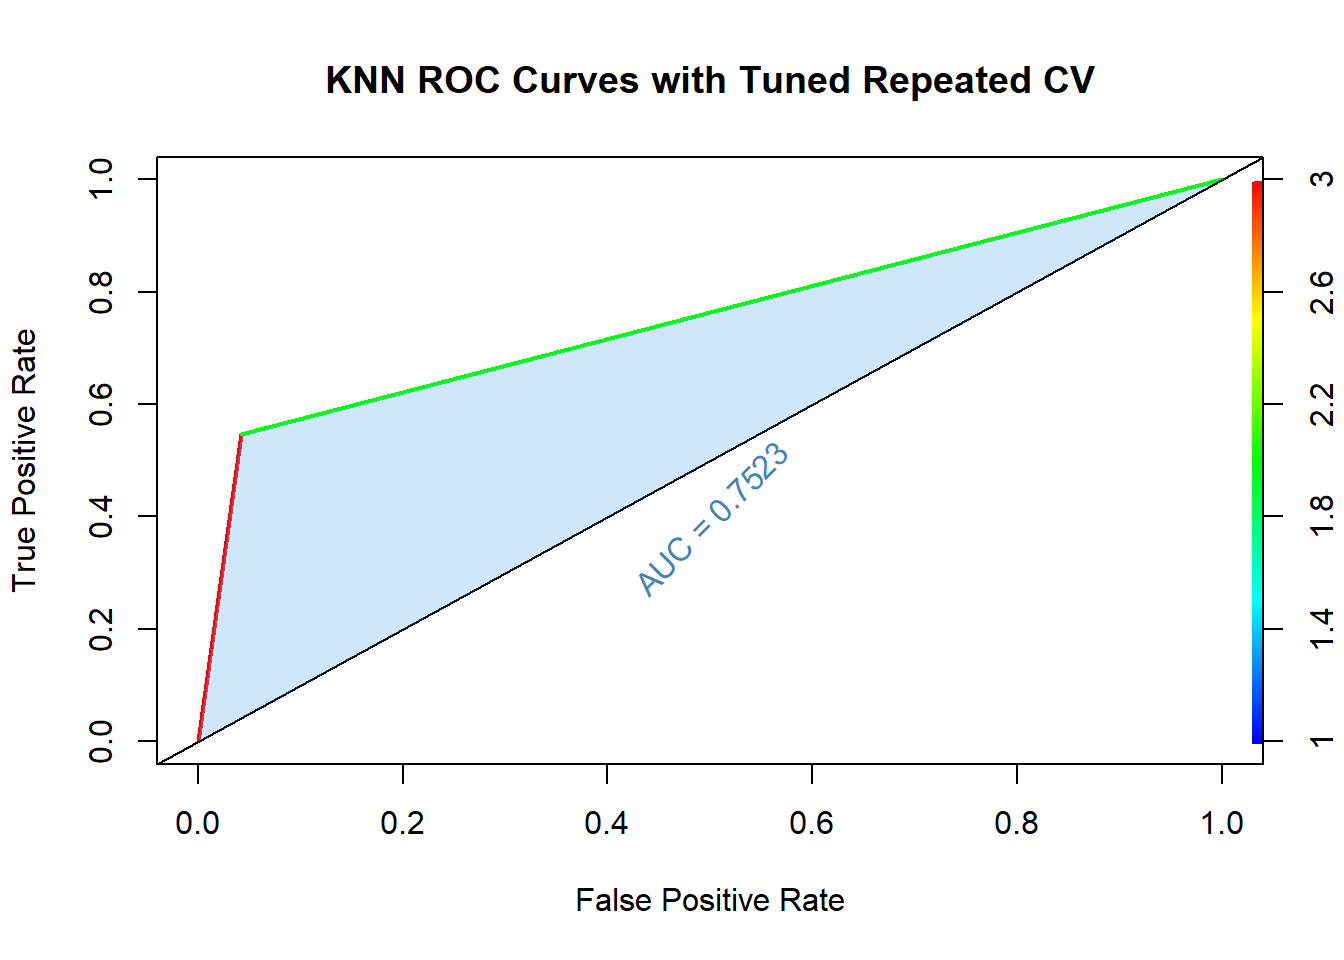 KNN ROC Curves with Tuned Repeated CV
True Positive Rate
1.0
0.8
0.6
0.4
0.2
0.0
AUC = 0.7523
3
2.6
2.2
1.8
1.4
1
0.0 0.2 0.4 0.6 0.8 1.0
False Positive Rate